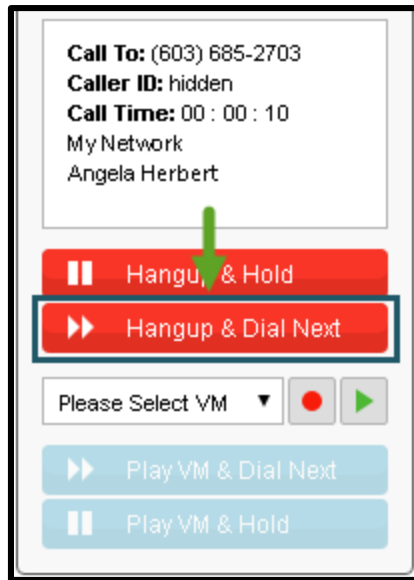 Call To: (603) 685-2703
Caller ID: hidden
Call Time: 00 : 00 : 10
My Network
Angela Herbert
Hangup & Hold
Hangup & Dial Next
Please Select VM
Play VM & Dial Next
Play VM & Hold